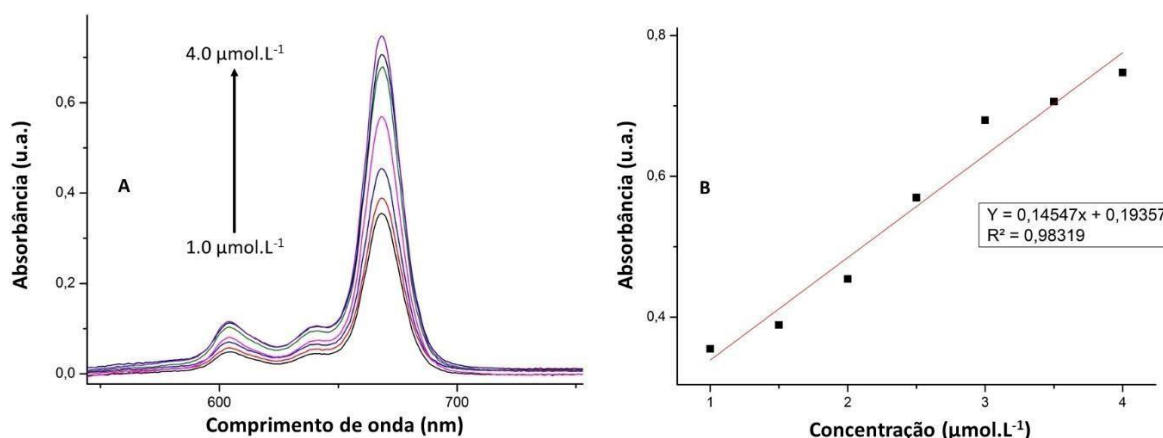 Absorbância (u.a.)
0,6
0,4
0,2
0,0
4.0 µmol.L⁻¹
A
1.0 µmol.L⁻¹
600
700
Comprimento de onda (nm)
Absorbância (u.a.)
0,8
0,6
0,4
B
Y = 0,14547x + 0,19357
R² = 0,98319
1
2
3
4
Concentração (µmol.L⁻¹)